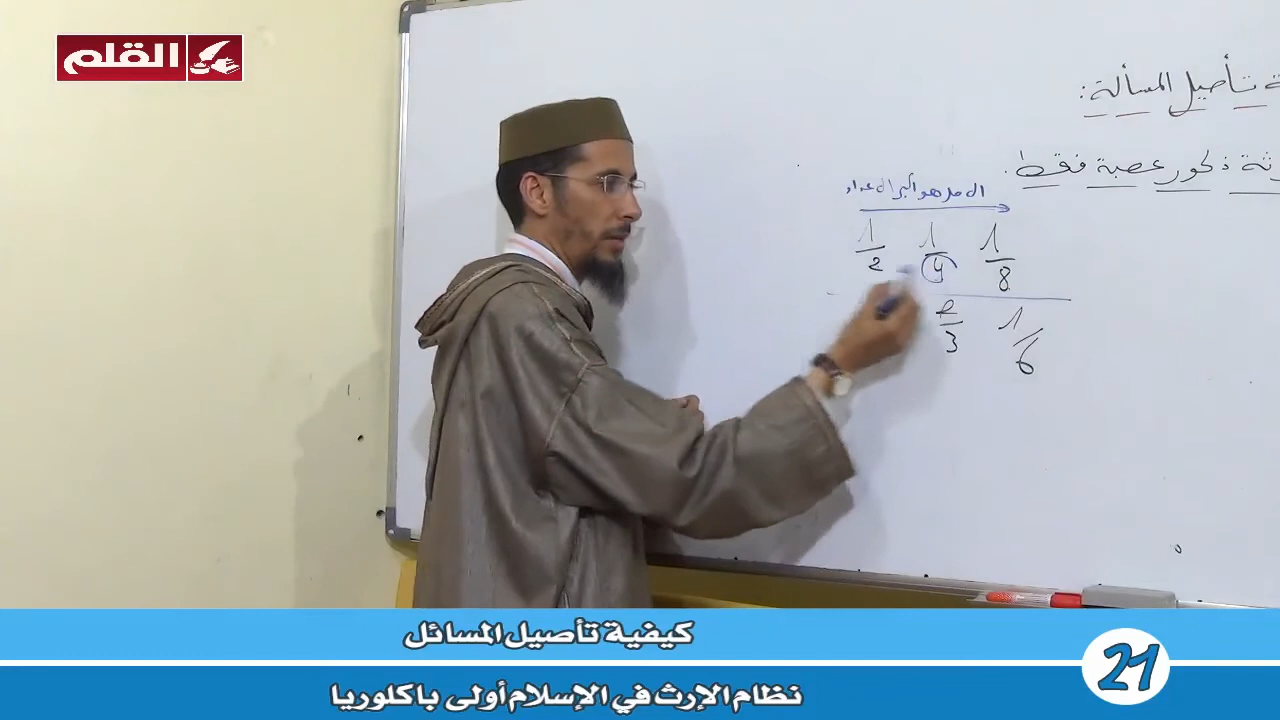 القلم
تأصيل المسألة:
ذكور عصبة فقط.
الأصل هو أكبر الأعداد
1/2 1/4 1/8
2/3 1/6
كيفية تأصيل المسائل
21
نظام الإرث في الإسلام أولى باكلوريا